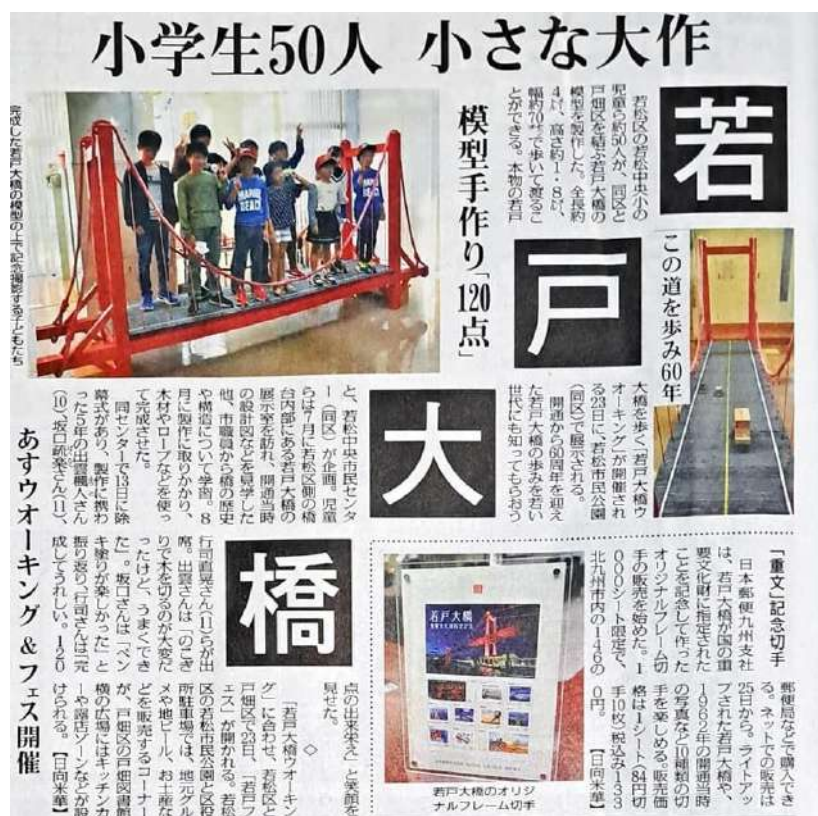 小学生50人 小さな大作
若
戸
大
橋
この道を歩み60年
模型手作り「120点」
あすウオーキング & フェス開催
完成した若戸大橋の模型の上で記念撮影する子どもたち
若松区の若松中央小の
児童ら約50人が、同区と
戸畑区を結ぶ若戸大橋の
模型を製作した。全長約
4㍍、高さ約1・8㍍、
幅約70㌢で歩いて渡るこ
とができる。本物の若戸
大橋を歩く「若戸大橋ウ
オーキング」が開催され
る23日に、若松市民公園
(同区)で展示される。
開通から60周年を迎え
た若戸大橋の歩みを若い
世代にも知ってもらおう
と、若松中央市民センタ
ー(同区)が企画。児童
らは7月に若松区側の橋
台内部にある若戸大橋の
展示室を訪れ、開通当時
の設計図などを見学した
他、市職員から橋の歴史
や構造について学習。8
月に製作に取りかかり、
木材やロープなどを使っ
て完成させた。
同センターで13日に除
幕式があり、製作に携わ
った5年の出雲楓人さん
(10)、坂口さん(11)、
行司直晃さん(11)らが出
席。出雲さんは「のこぎ
りで木を切るのが大変だ
ったけど、うまくでき
た」。坂口さんは「ペン
キ塗りが楽しかった」と
振り返り、行司さんは「完
成してうれしい。120
点の出来栄え」と笑顔を
見せた。
◇
「若戸大橋ウオーキン
グ」に合わせ、若松区と
戸畑区で23日、「若戸フ
ェス」が開かれる。若松
区の若松市民公園と区役
所駐車場では、地元グル
メや地ビール、お土産な
どを販売するコーナー
が、戸畑区の戸畑図書館
横の広場にはキッチンカ
ーや露店ゾーンなどが設
けられる。【日向米華】
「重文」記念切手
日本郵便九州支社
は、若戸大橋が国の重
要文化財に指定された
ことを記念して作った
オリジナルフレーム切
手の販売を始めた。1
000シート限定で、
北九州市内の146の
郵便局などで購入でき
る。ネットでの販売は
25日から。ライトアッ
プされた若戸大橋や、
1962年の開通当時
の写真など10種類の切
手を楽しめる。販売価
格は1シート(84円切
手10枚)税込み133
0円。【日向米華】
若戸大橋
若戸大橋のオリジ
ナルフレーム切手